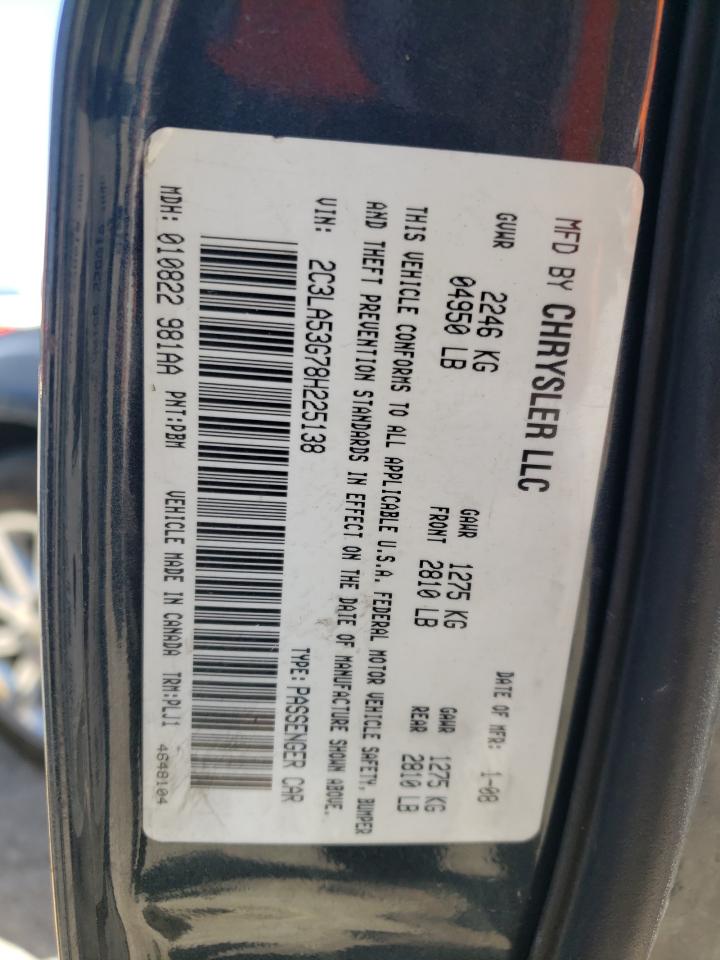 MFD BY CHRYSLER LLC
DATE OF MFR: 1-08
GVWR 2246 KG
04950 LB
GAWR FRONT 1275 KG
2810 LB
GAWR REAR 1275 KG
2810 LB
THIS VEHICLE CONFORMS TO ALL APPLICABLE U.S.A. FEDERAL MOTOR VEHICLE SAFETY, BUMPER
AND THEFT PREVENTION STANDARDS IN EFFECT ON THE DATE OF MANUFACTURE SHOWN ABOVE.
VIN: 2C3LA53G78H225138 TYPE: PASSENGER CAR
MDH: 010822 981AA PNT:PBM VEHICLE MADE IN CANADA TRM:PLJ1 4648104